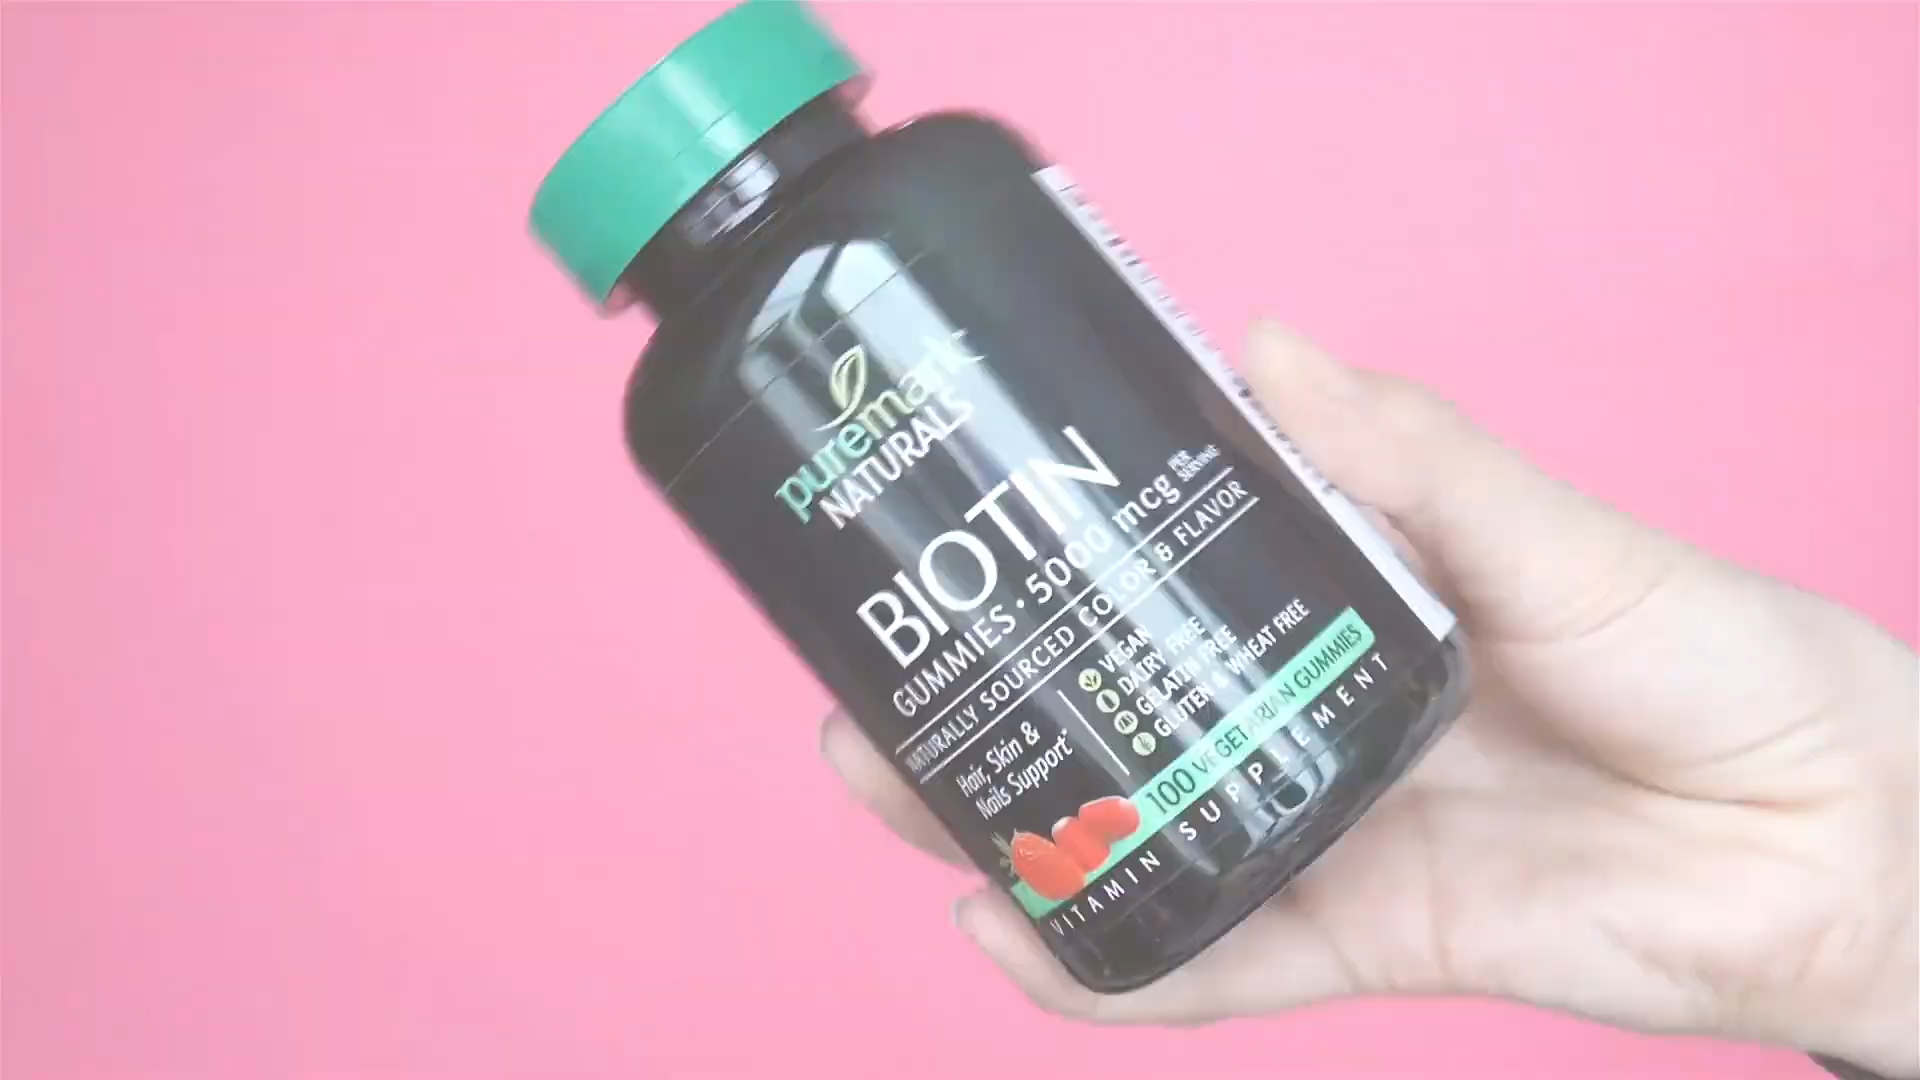 puremark
NATURALS
BIOTIN
GUMMIES · 5000 mcg PER SERVING
NATURALLY SOURCED COLOR & FLAVOR
Hair, Skin &
Nails Support*
VEGAN
DAIRY FREE
GELATIN FREE
GLUTEN & WHEAT FREE
100 VEGETARIAN GUMMIES
VITAMIN SUPPLEMENT